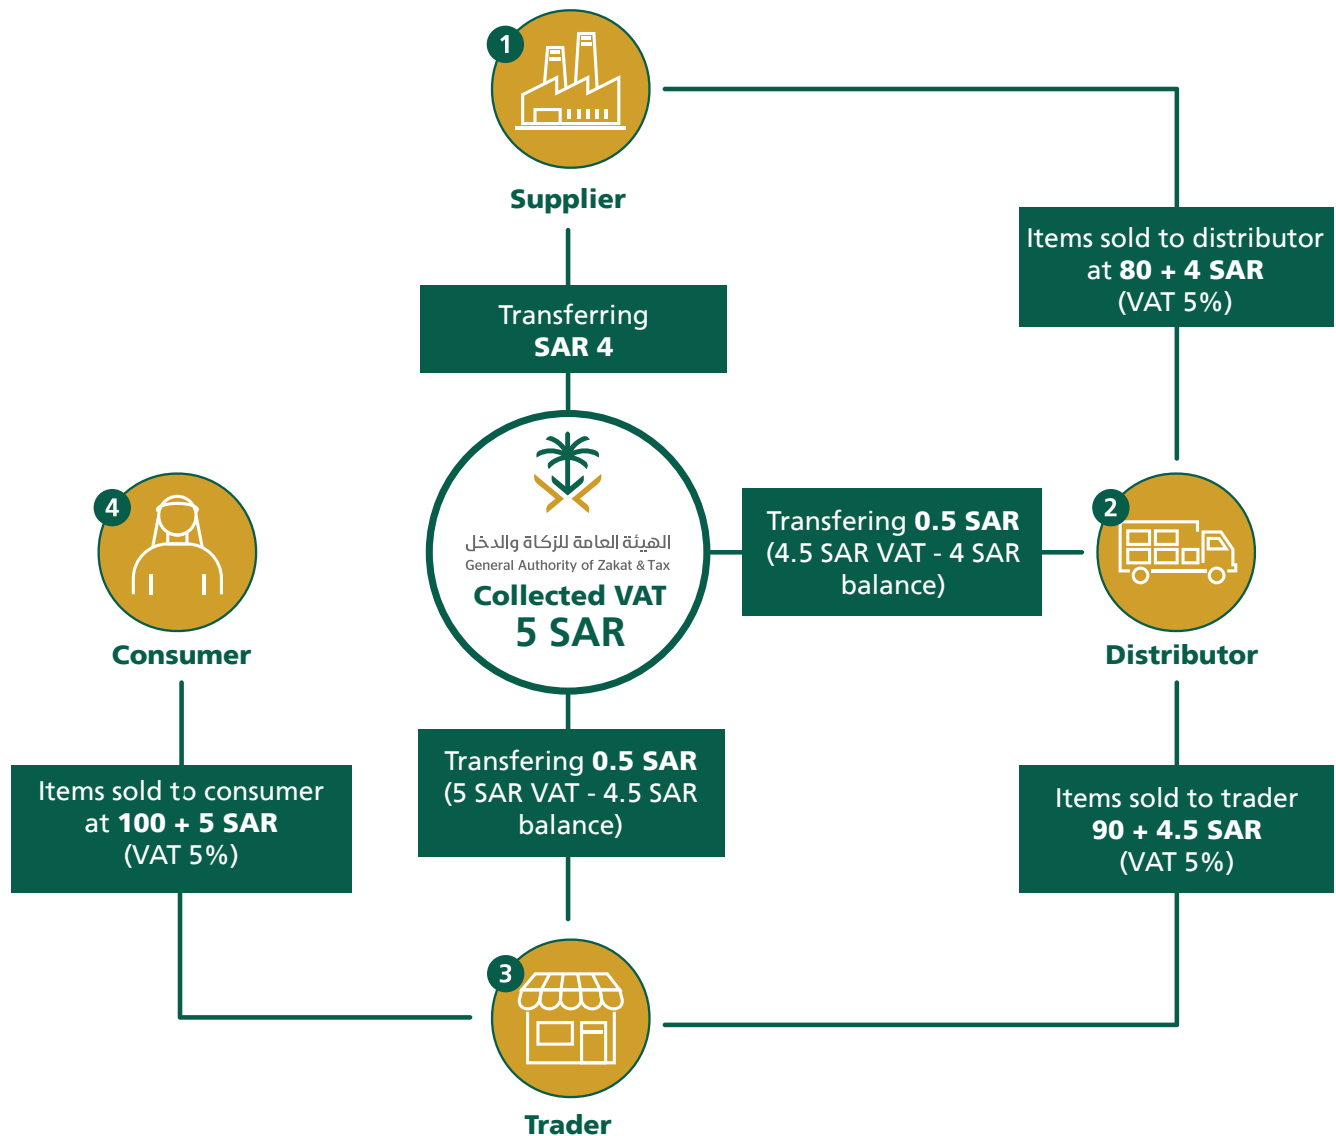 1
Supplier
Items sold to distributor
at 80 + 4 SAR
(VAT 5%)
Transferring
SAR 4
4
Consumer
الهيئة العامة للزكاة والدخل
General Authority of Zakat & Tax
Collected VAT
5 SAR
Transfering 0.5 SAR
(4.5 SAR VAT - 4 SAR
balance)
2
Distributor
Items sold to consumer
at 100 + 5 SAR
(VAT 5%)
Transfering 0.5 SAR
(5 SAR VAT - 4.5 SAR
balance)
Items sold to trader
90 + 4.5 SAR
(VAT 5%)
3
Trader